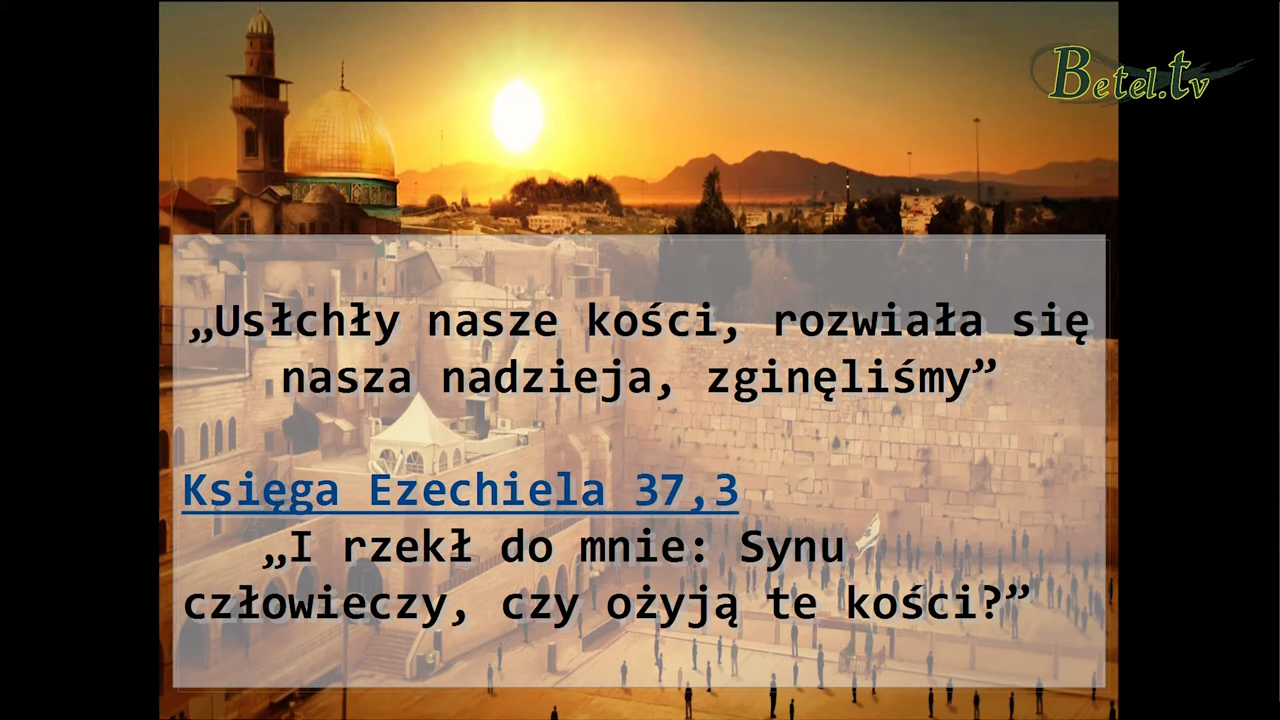 Betel.tv
„Usłchły nasze kości, rozwiała się
nasza nadzieja, zginęliśmy”
Księga Ezechiela 37,3
„I rzekł do mnie: Synu
człowieczy, czy ożyją te kości?”